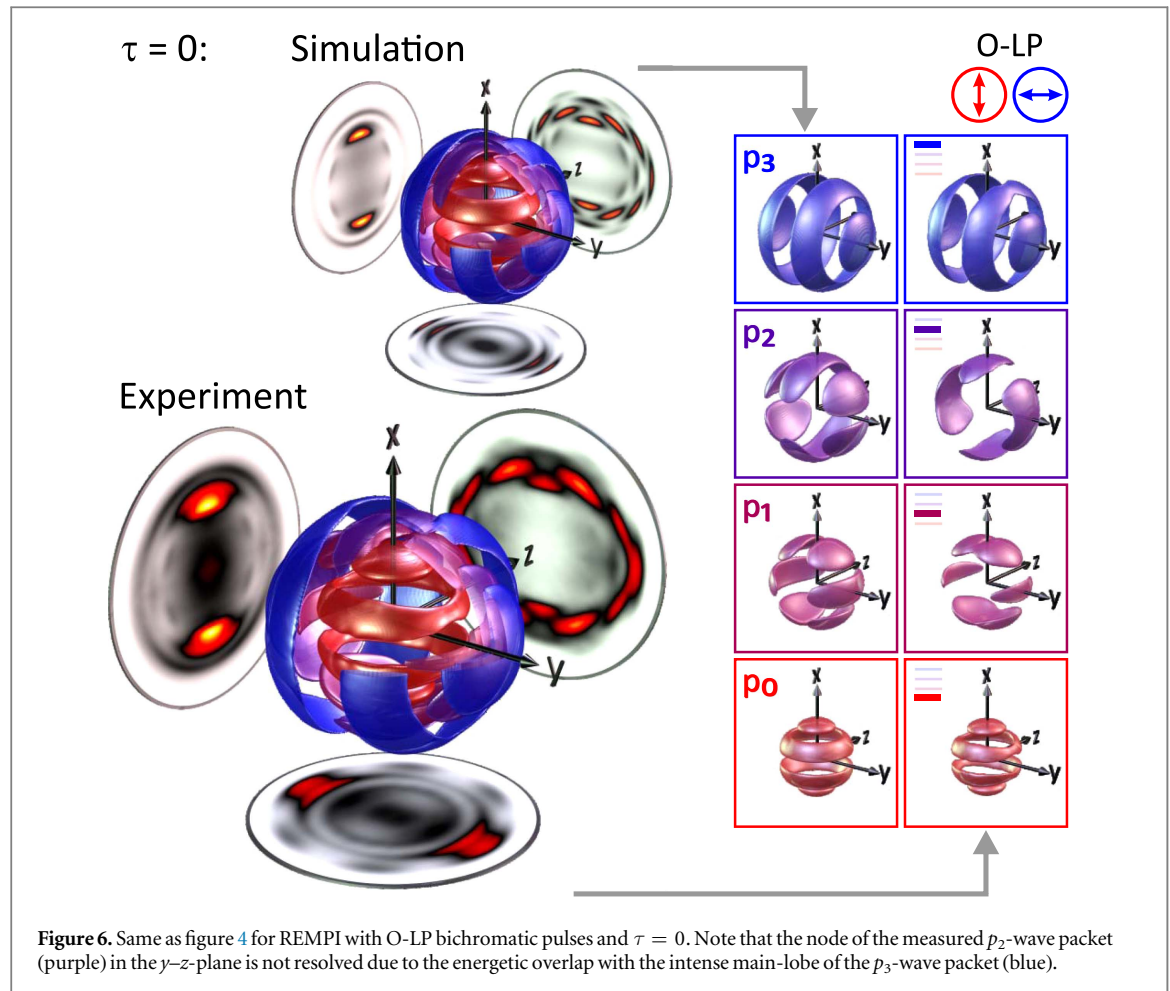 τ = 0: Simulation
O-LP
x
z
y
p3
x
y
x
y
p2
x
y
x
z
y
Experiment
x
z
y
p1
x
z
y
x
z
y
p0
x
z
y
x
z
y
Figure 6. Same as figure 4 for REMPI with O-LP bichromatic pulses and τ = 0. Note that the node of the measured p₂-wave packet
(purple) in the y–z-plane is not resolved due to the energetic overlap with the intense main-lobe of the p₃-wave packet (blue).